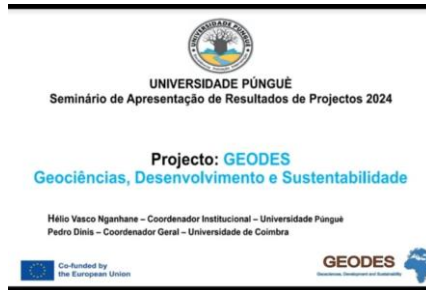 UNIVERSIDADE PÚNGUÈ
Seminário de Apresentação de Resultados de Projectos 2024
Projecto: GEODES
Geociências, Desenvolvimento e Sustentabilidade
Hélio Vasco Nganhane – Coordenador Institucional – Universidade Púnguè
Pedro Dinis – Coordenador Geral – Universidade de Coimbra
Co-funded by
the European Union
GEODES
Geosciences, Development and Sustainability